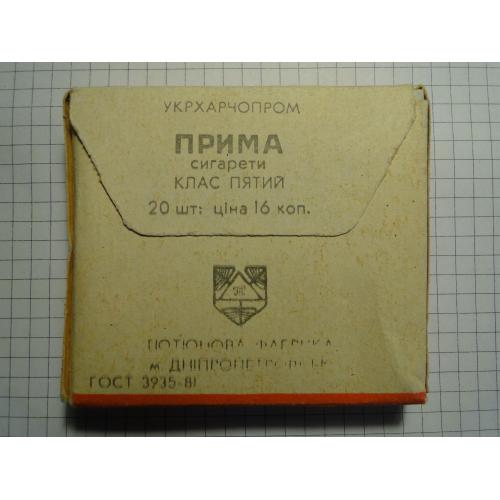 УКРХАРЧОПРОМ
ПРИМА
сигарети
КЛАС ПЯТИЙ
20 шт: ціна 16 коп.
ТЮТЮНОВА ФАБРИКА
м. ДНІПРОПЕТРОВСЬК
ГОСТ 3935-81